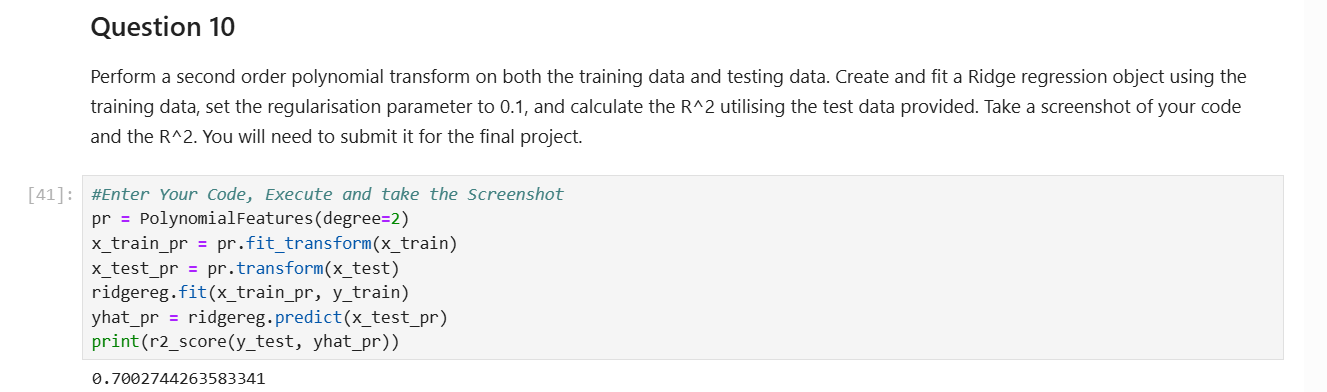 Question 10
Perform a second order polynomial transform on both the training data and testing data. Create and fit a Ridge regression object using the
training data, set the regularisation parameter to 0.1, and calculate the R^2 utilising the test data provided. Take a screenshot of your code
and the R^2. You will need to submit it for the final project.
[41]: #Enter Your Code, Execute and take the Screenshot
pr = PolynomialFeatures(degree=2)
x_train_pr = pr.fit_transform(x_train)
x_test_pr = pr.transform(x_test)
ridgereg.fit(x_train_pr, y_train)
yhat_pr = ridgereg.predict(x_test_pr)
print(r2_score(y_test, yhat_pr))
0.7002744263583341